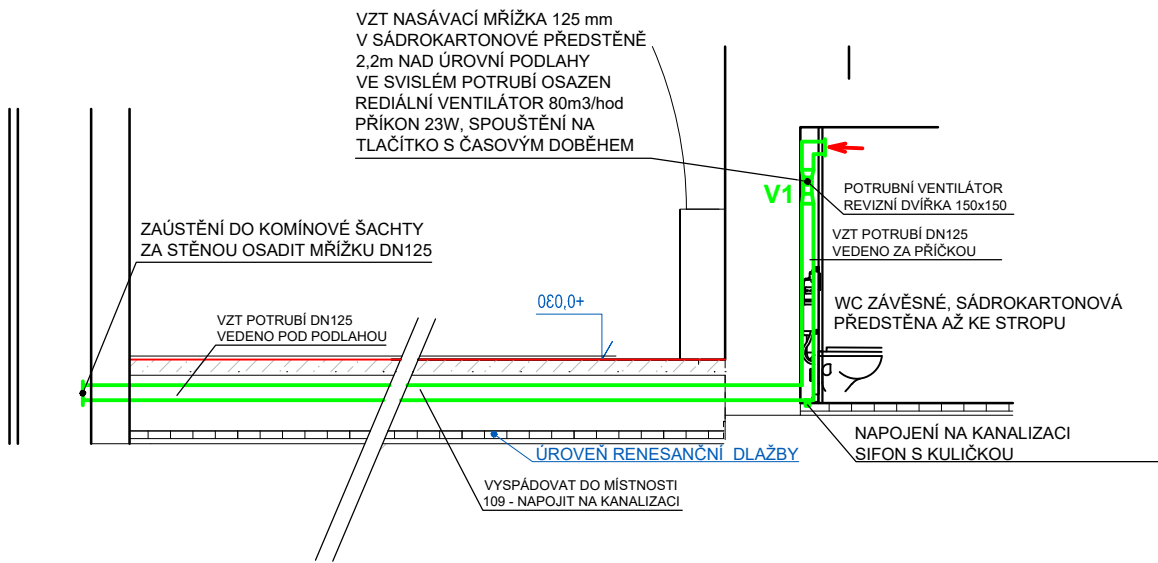 VZT NASÁVACÍ MŘÍŽKA 125 mm
V SÁDROKARTONOVÉ PŘEDSTĚNĚ
2,2m NAD ÚROVNÍ PODLAHY
VE SVISLÉM POTRUBÍ OSAZEN
REDIÁLNÍ VENTILÁTOR 80m3/hod
PŘÍKON 23W, SPOUŠTĚNÍ NA
TLAČÍTKO S ČASOVÝM DOBĚHEM
V1
POTRUBNÍ VENTILÁTOR
REVIZNÍ DVÍŘKA 150x150
ZAÚSTĚNÍ DO KOMÍNOVÉ ŠACHTY
ZA STĚNOU OSADIT MŘÍŽKU DN125
VZT POTRUBÍ DN125
VEDENO ZA PŘÍČKOU
+0,030
WC ZÁVĚSNÉ, SÁDROKARTONOVÁ
PŘEDSTĚNA AŽ KE STROPU
VZT POTRUBÍ DN125
VEDENO POD PODLAHOU
NAPOJENÍ NA KANALIZACI
SIFON S KULIČKOU
ÚROVEŇ RENESANČNÍ DLAŽBY
VYSPÁDOVAT DO MÍSTNOSTI
109 - NAPOJIT NA KANALIZACI